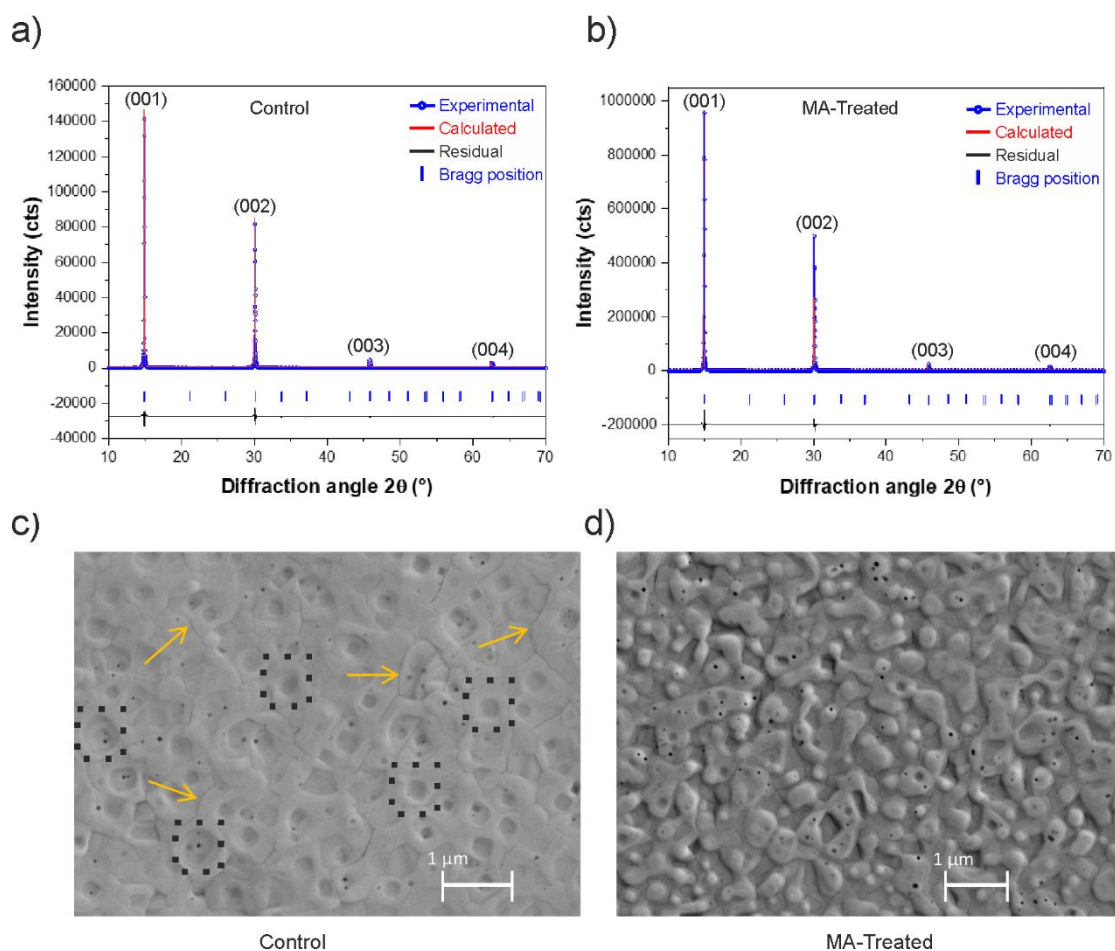 a)
b)
(001)
Control
Experimental
Calculated
Residual
Bragg position
(002)
(003)
(004)
160000
140000
120000
100000
80000
60000
40000
20000
0
-20000
-40000
Intensity (cts)
10 20 30 40 50 60 70
Diffraction angle 2θ (°)
(001)
MA-Treated
Experimental
Calculated
Residual
Bragg position
(002)
(003)
(004)
1000000
800000
600000
400000
200000
0
-200000
Intensity (cts)
10 20 30 40 50 60 70
Diffraction angle 2θ (°)
c)
d)
1 µm
1 µm
Control
MA-Treated